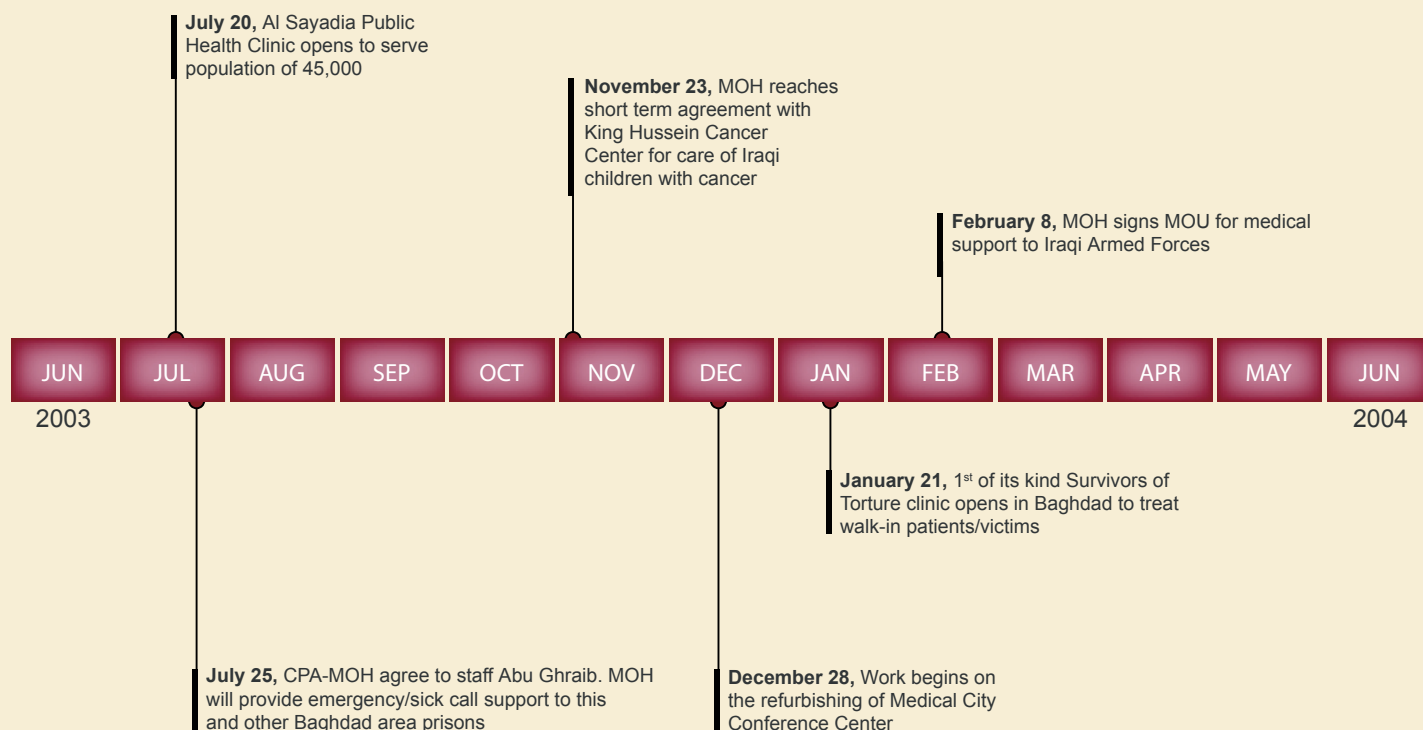 July 20, Al Sayadia Public
Health Clinic opens to serve
population of 45,000
November 23, MOH reaches
short term agreement with
King Hussein Cancer
Center for care of Iraqi
children with cancer
February 8, MOH signs MOU for medical
support to Iraqi Armed Forces
JUN JUL AUG SEP OCT NOV DEC JAN FEB MAR APR MAY JUN
2003 2004
January 21, 1st of its kind Survivors of
Torture clinic opens in Baghdad to treat
walk-in patients/victims
July 25, CPA-MOH agree to staff Abu Ghraib. MOH
will provide emergency/sick call support to this
and other Baghdad area prisons
December 28, Work begins on
the refurbishing of Medical City
Conference Center